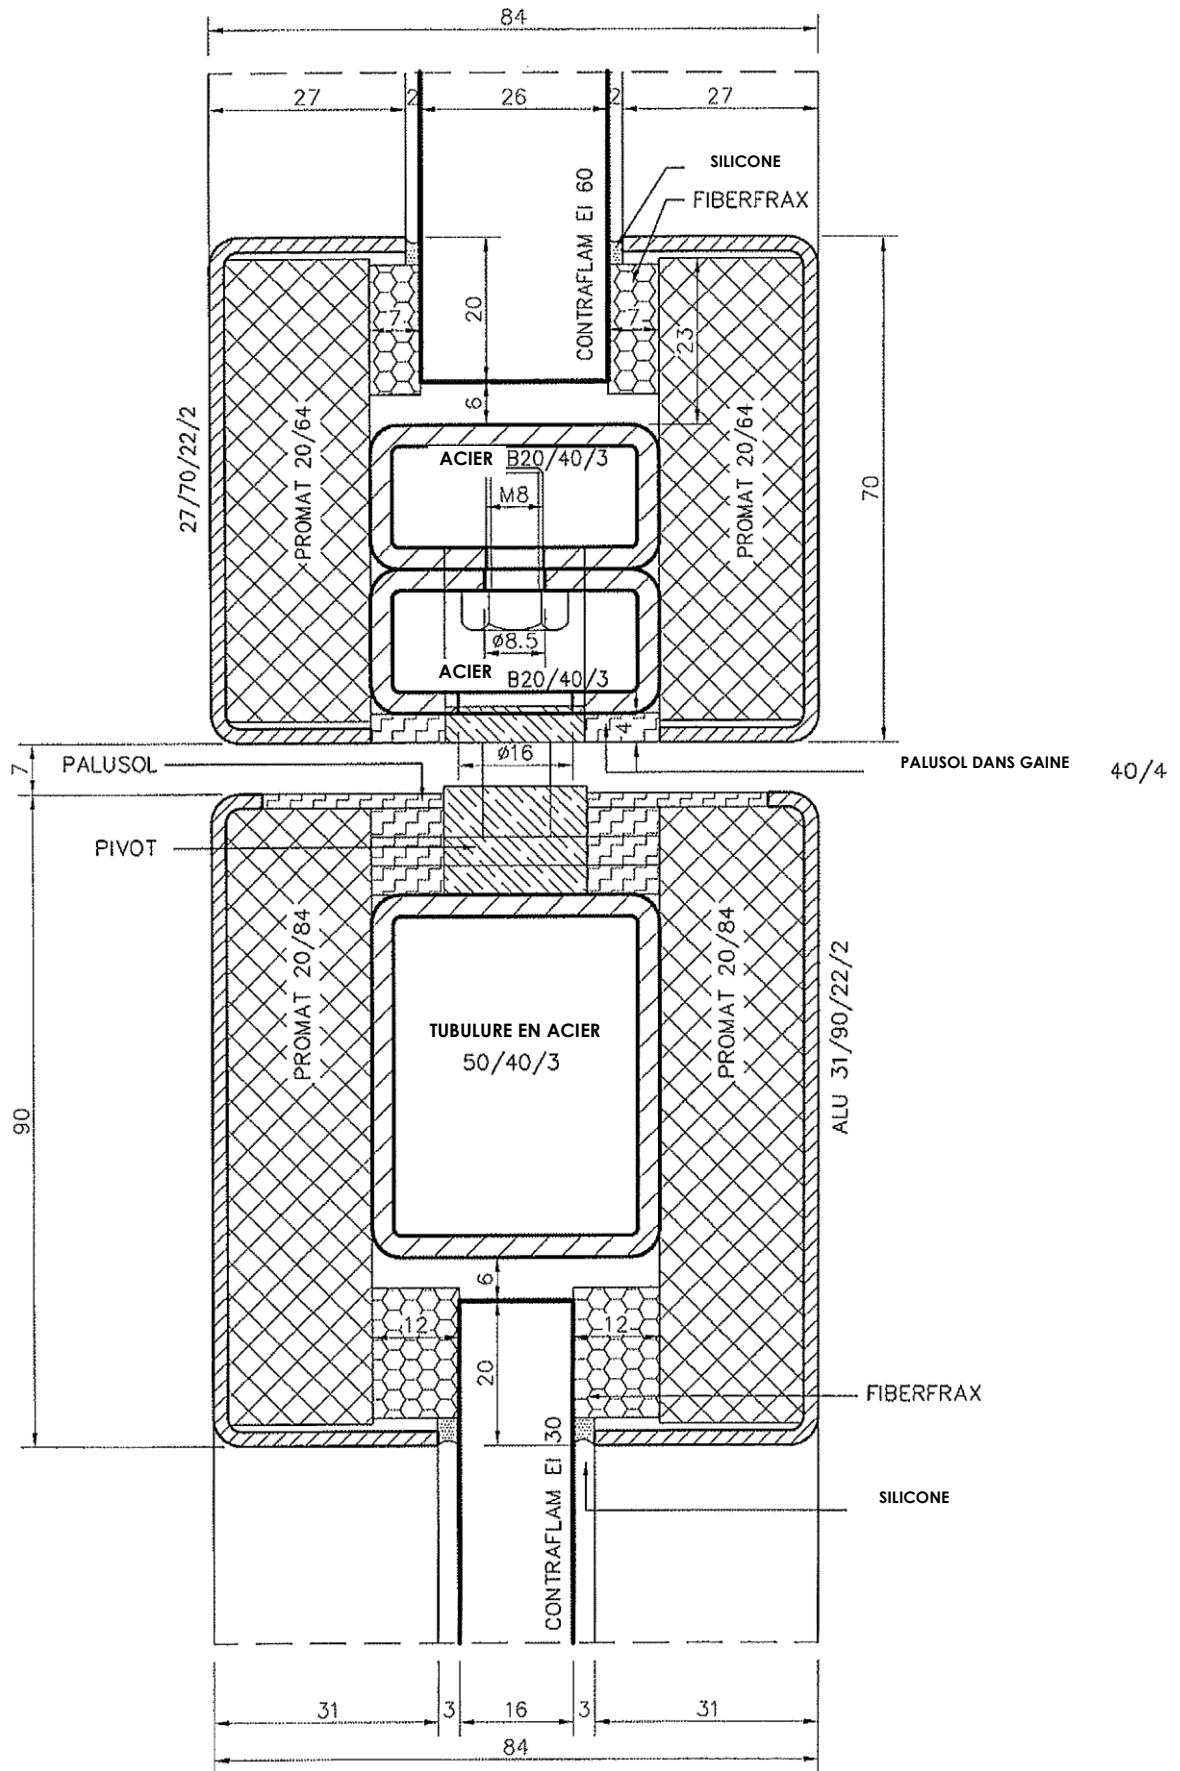 84
27 2 26 2 27
SILICONE
FIBERFRAX
CONTRAFLAM EI 60
20
7
7
23
6
27/70/22/2
PROMAT 20/64
PROMAT 20/64
70
ACIER B20/40/3
M8
ø8.5
ACIER B20/40/3
4
ø16
7
PALUSOL
PALUSOL DANS GAINE 40/4
PIVOT
PROMAT 20/84
PROMAT 20/84
ALU 31/90/22/2
TUBULURE EN ACIER
50/40/3
90
6
12
12
20
FIBERFRAX
CONTRAFLAM EI 30
SILICONE
31 3 16 3 31
84